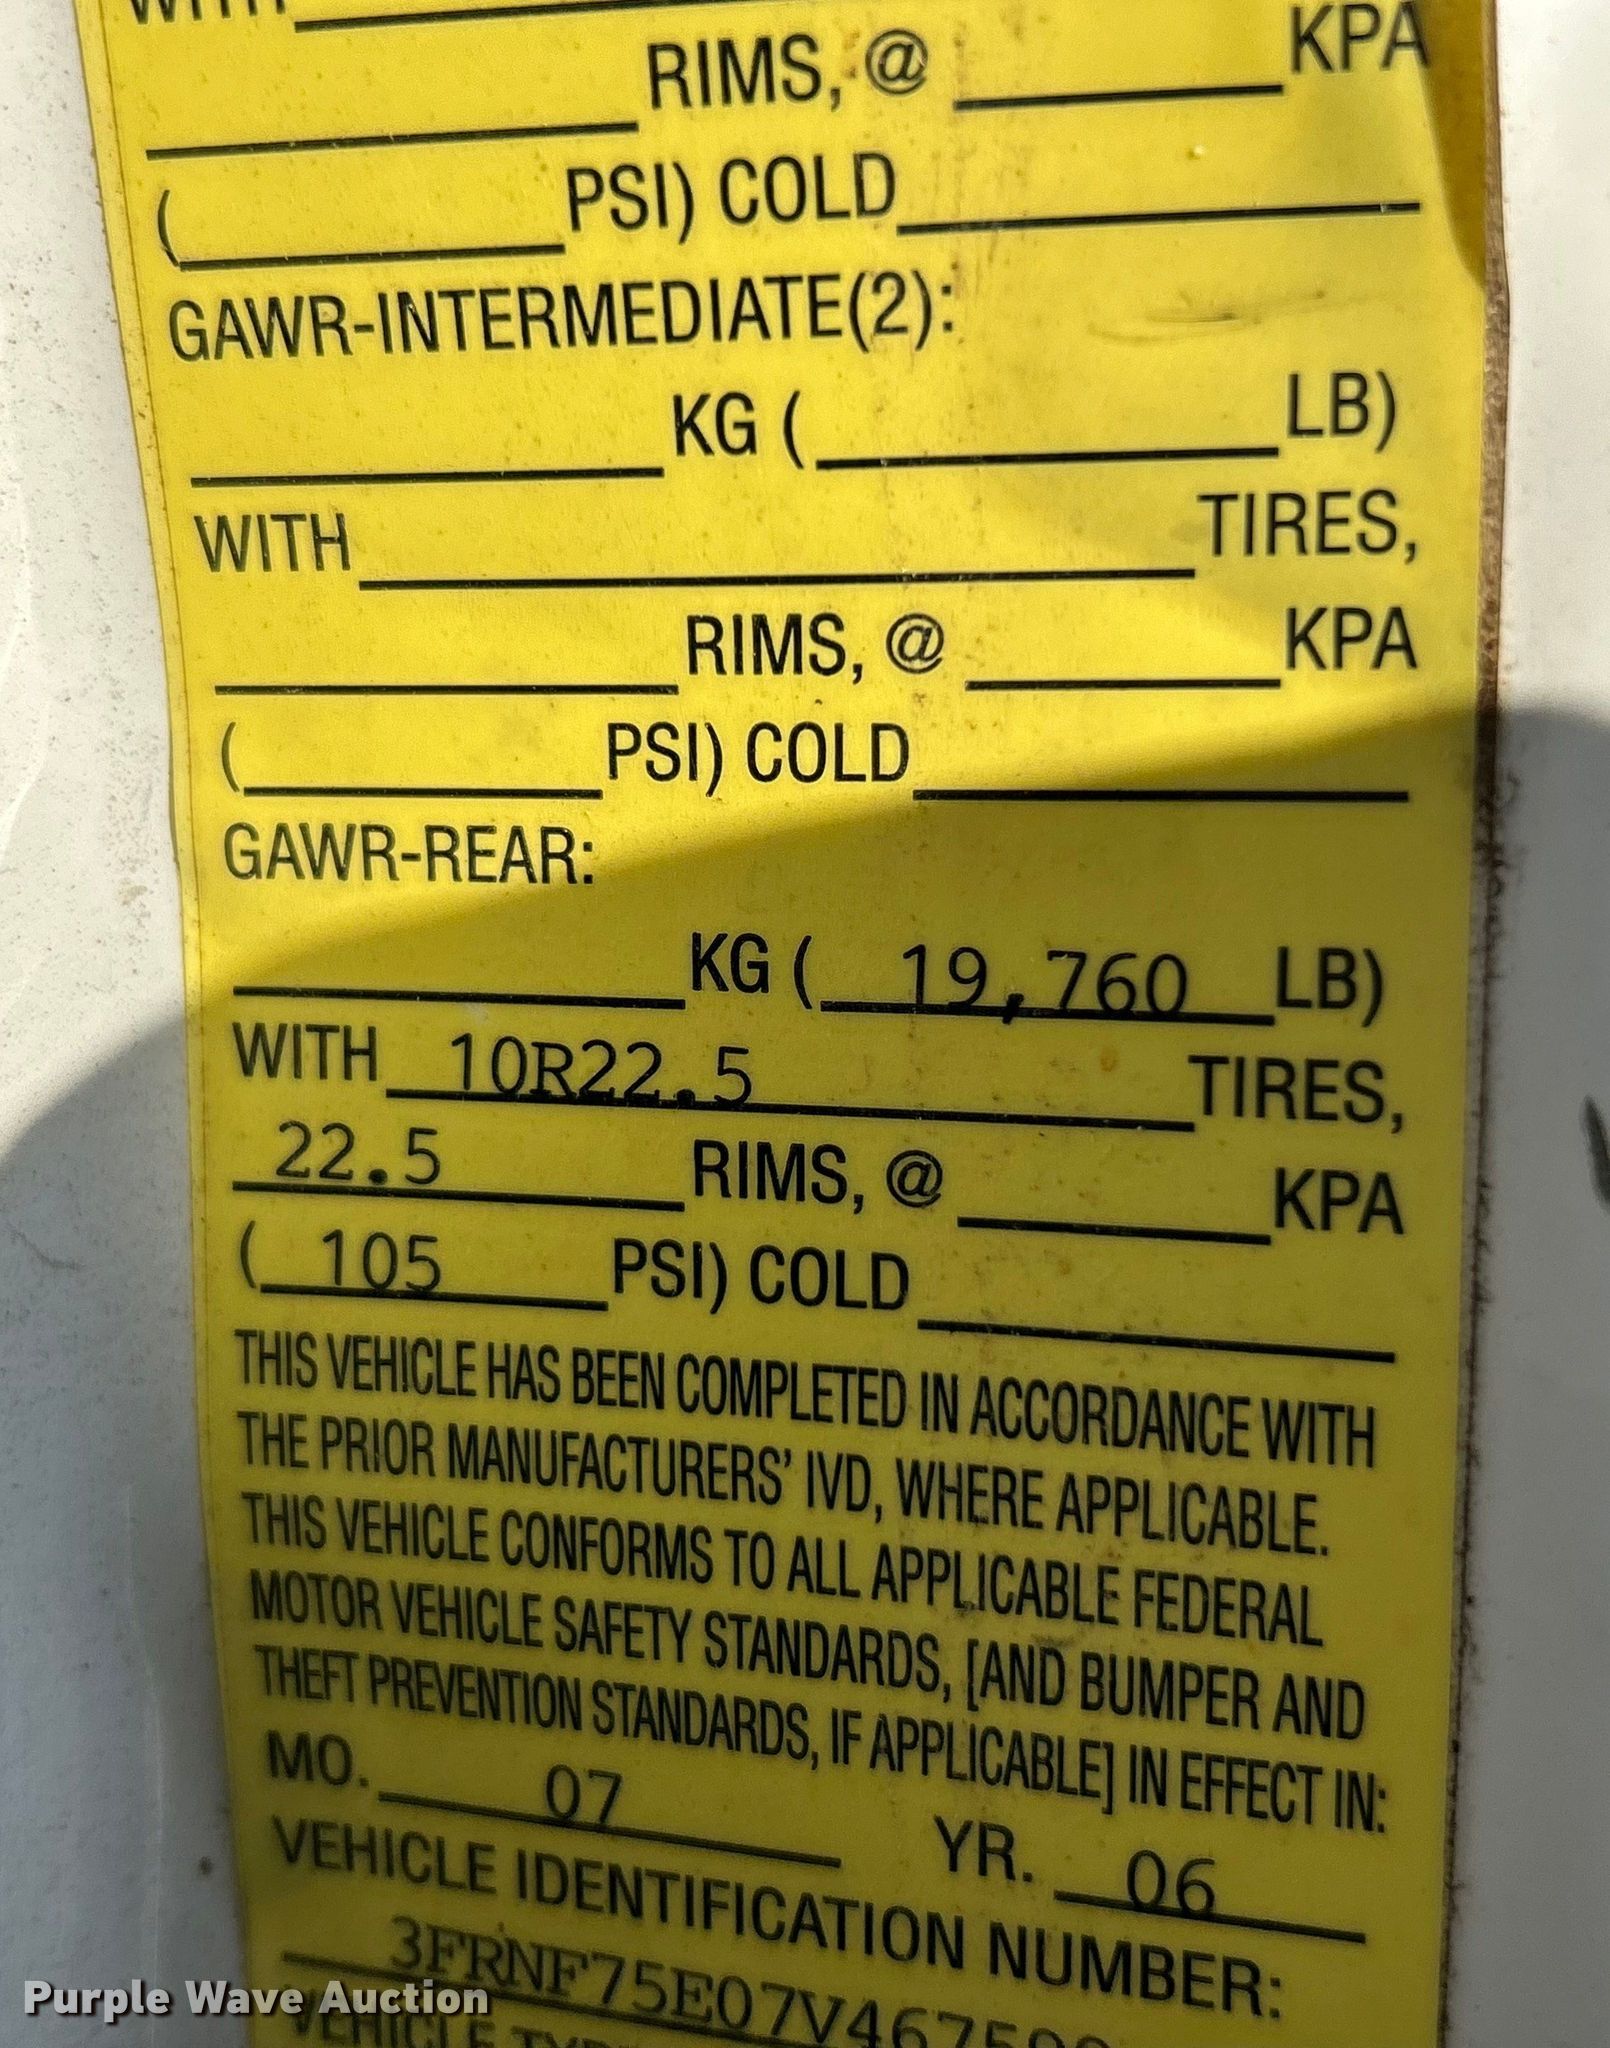 WITH
RIMS, @ KPA
( PSI) COLD
GAWR-INTERMEDIATE(2):
KG ( LB)
WITH TIRES,
RIMS, @ KPA
( PSI) COLD
GAWR-REAR:
KG ( 19,760 LB)
WITH 10R22.5 TIRES,
22.5 RIMS, @ KPA
( 105 PSI) COLD
THIS VEHICLE HAS BEEN COMPLETED IN ACCORDANCE WITH
THE PRIOR MANUFACTURERS' IVD, WHERE APPLICABLE.
THIS VEHICLE CONFORMS TO ALL APPLICABLE FEDERAL
MOTOR VEHICLE SAFETY STANDARDS, [AND BUMPER AND
THEFT PREVENTION STANDARDS, IF APPLICABLE] IN EFFECT IN:
MO. 07 YR. 06
VEHICLE IDENTIFICATION NUMBER:
Purple Wave Auction
VEHICLE